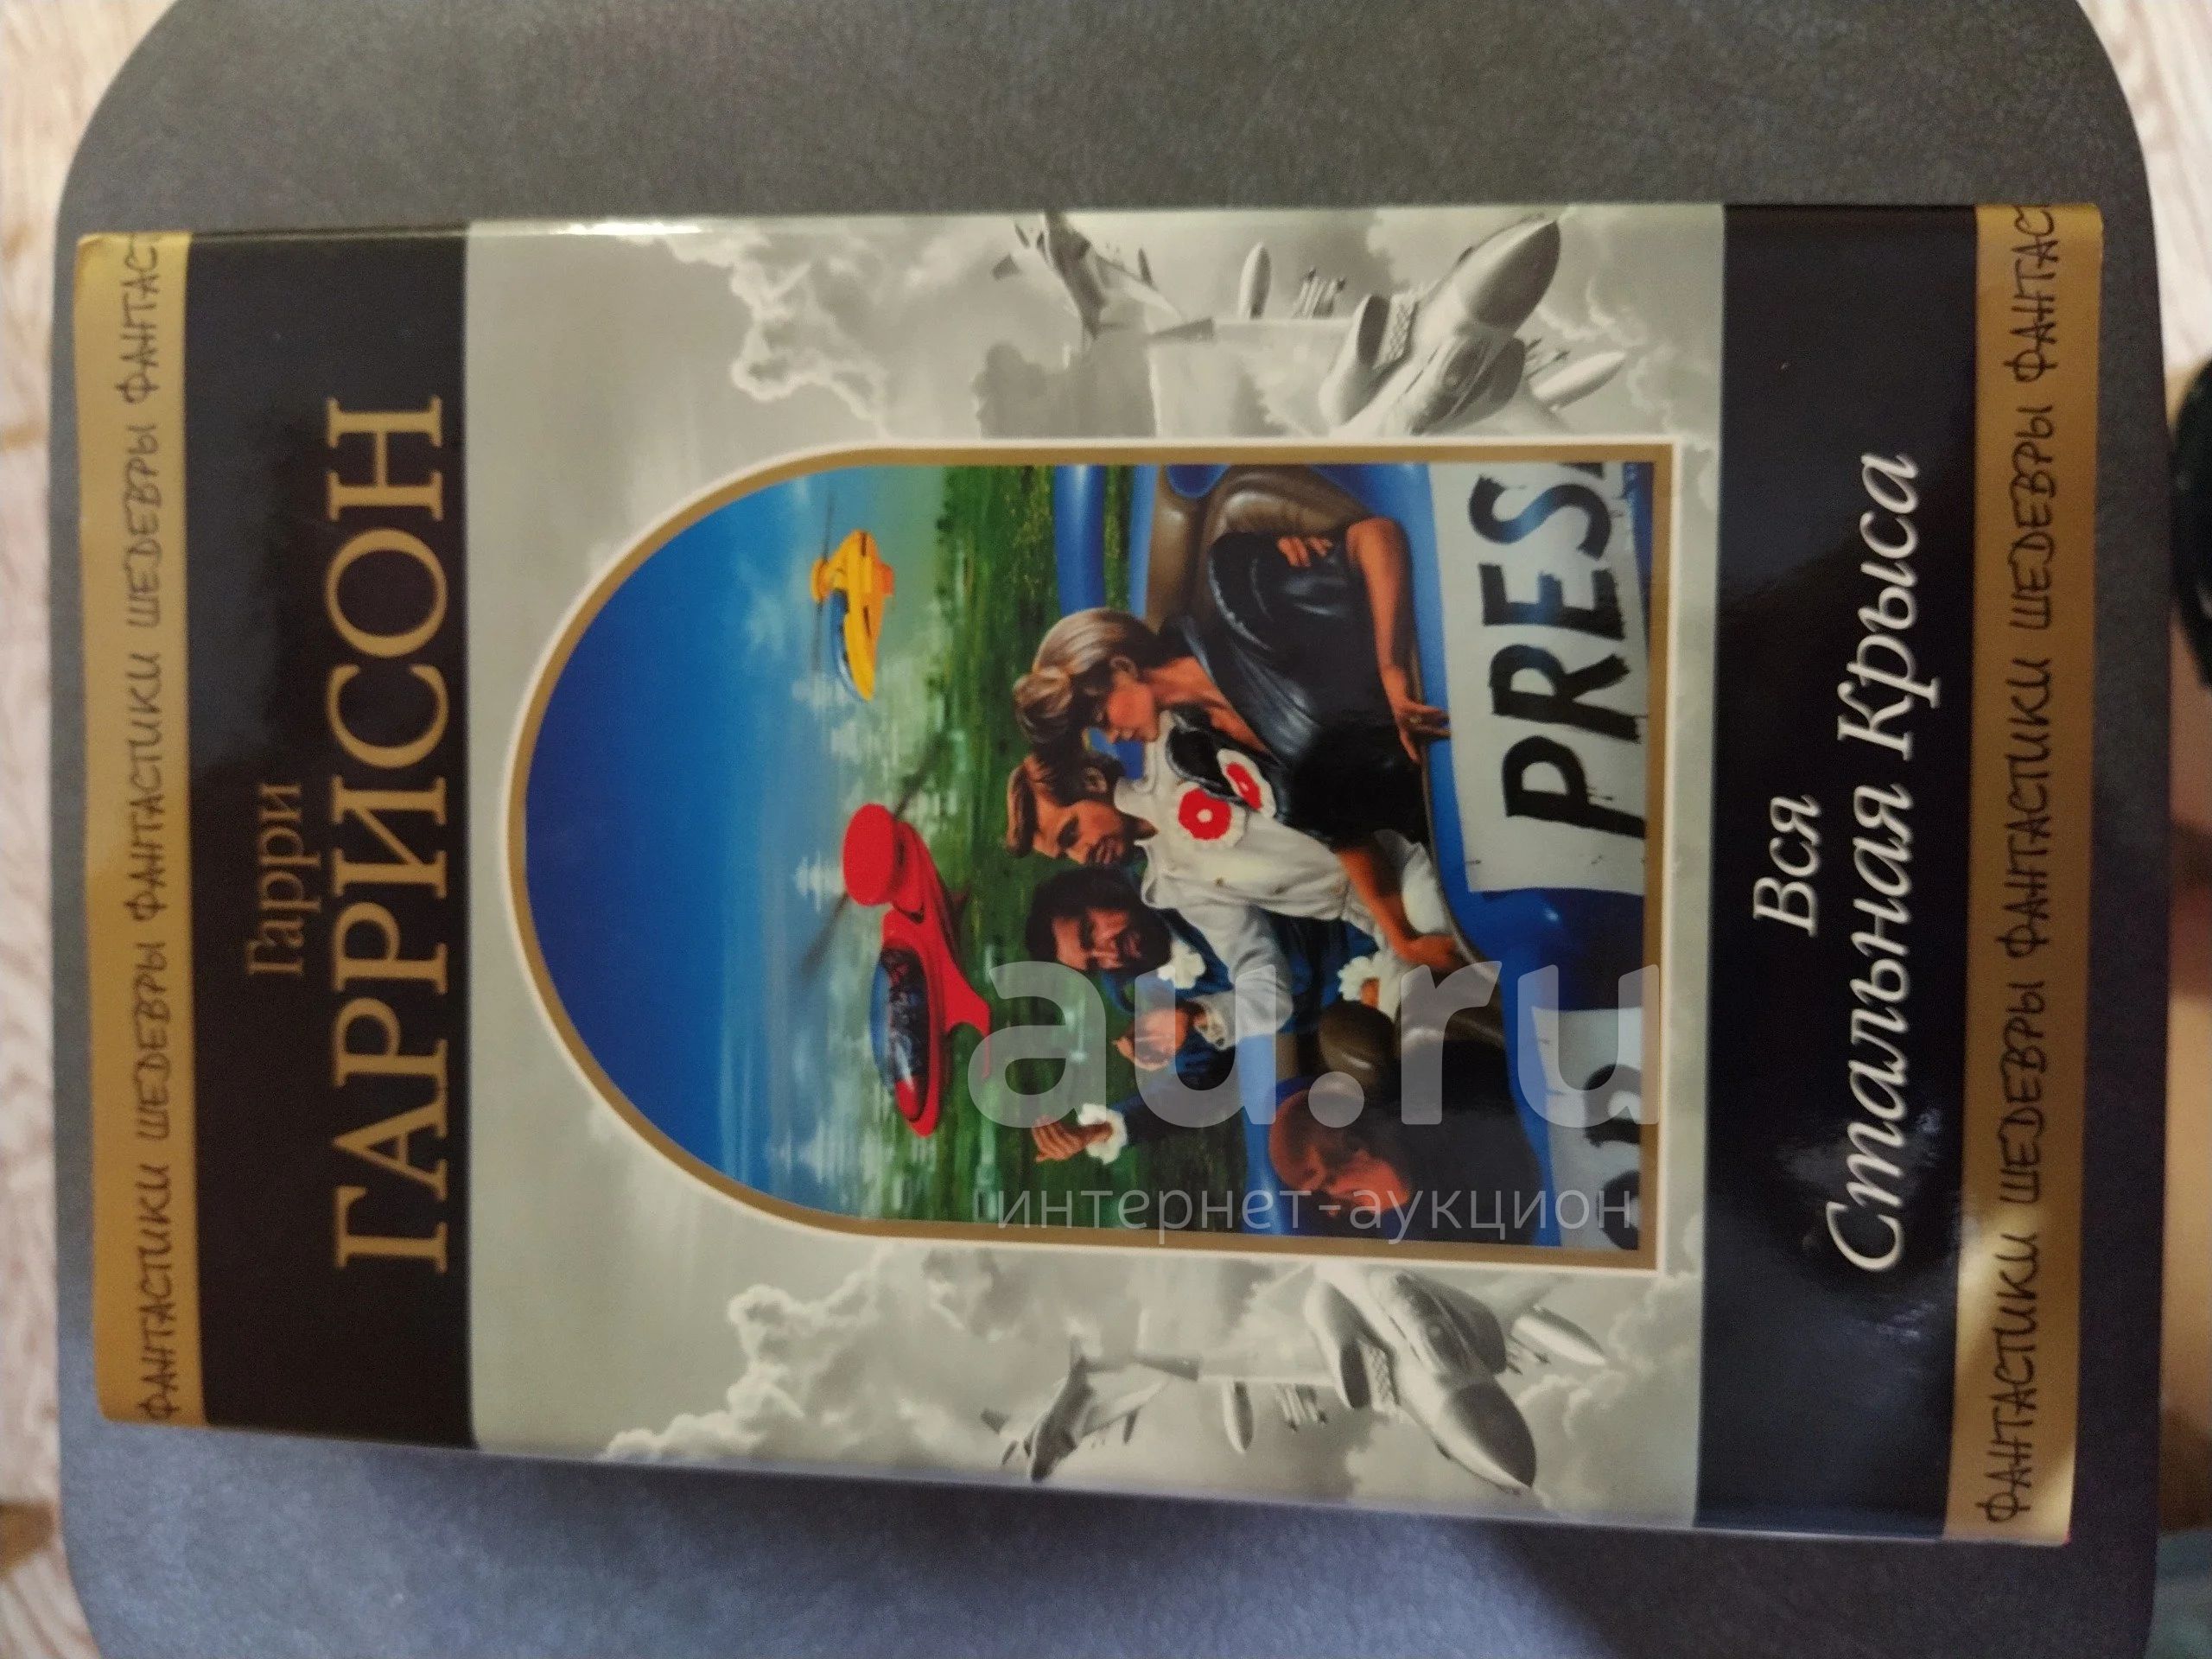 ФАНТАСТИКИ ШЕДЕВРЫ ФАНТАСТИКИ ШЕДЕВРЫ ФАНТАС
Гарри
ГАРРИСОН
PRES
au.ru
интернет-аукцион
Вся
Стальная Крыса
ФАНТАСТИКИ ШЕДЕВРЫ ФАНТАСТИКИ ШЕДЕВРЫ ФАНТАС